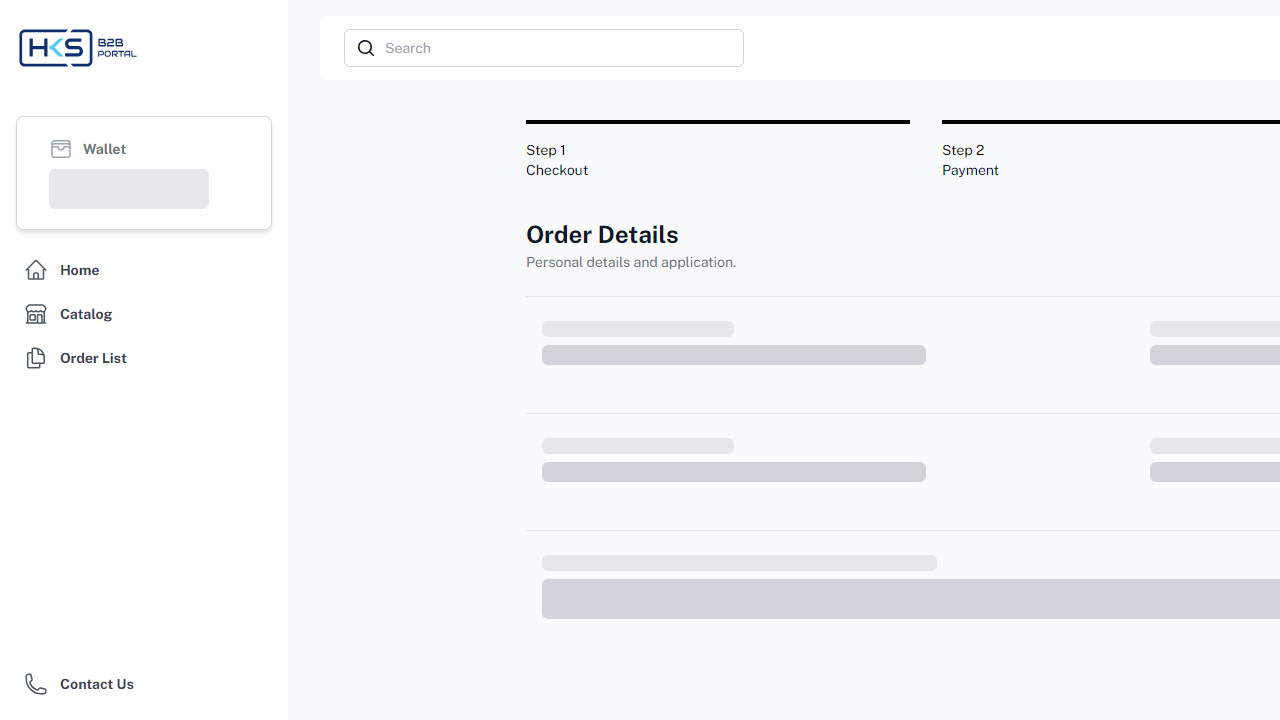 HKS B2B
PORTAL
Search
Wallet
Home
Catalog
Order List
Contact Us
Step 1
Checkout
Step 2
Payment
Order Details
Personal details and application.